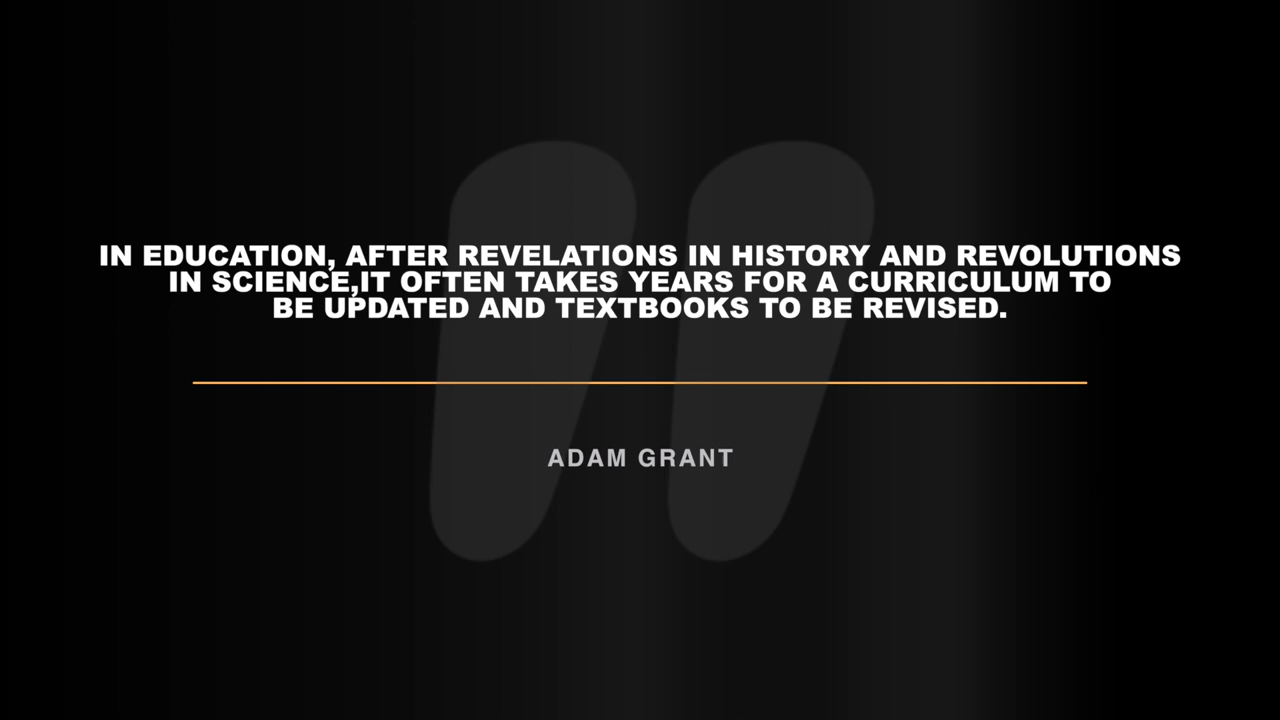 IN EDUCATION, AFTER REVELATIONS IN HISTORY AND REVOLUTIONS
IN SCIENCE,IT OFTEN TAKES YEARS FOR A CURRICULUM TO
BE UPDATED AND TEXTBOOKS TO BE REVISED.
ADAM GRANT